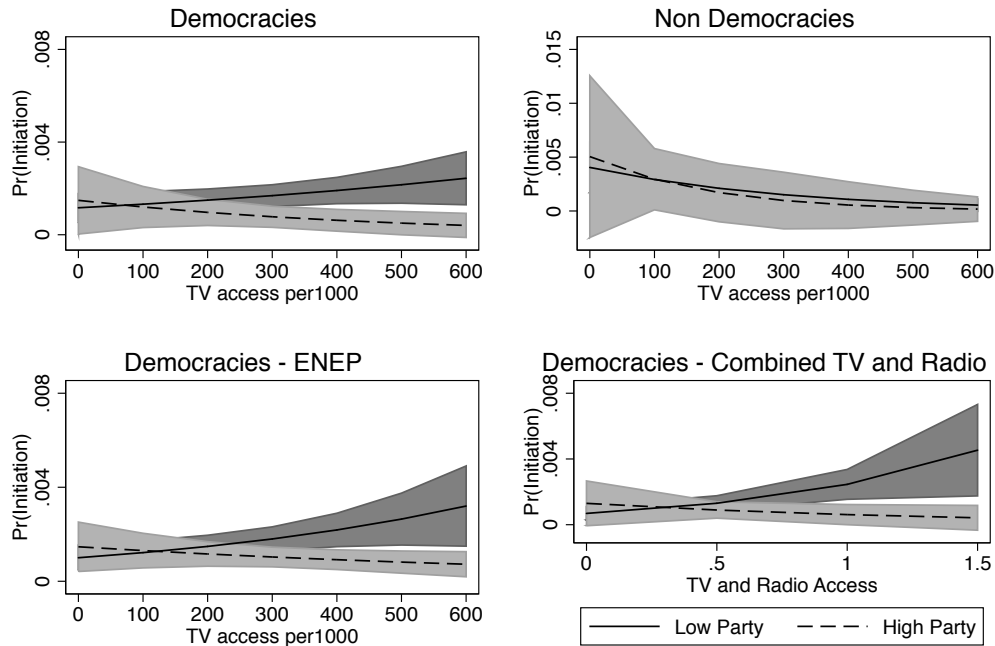 Democracies
Pr(Initiation)
.008
.004
0
0 100 200 300 400 500 600
TV access per1000
Non Democracies
Pr(Initiation)
.015
.01
.005
0
0 100 200 300 400 500 600
TV access per1000
Democracies - ENEP
Pr(Initiation)
.008
.004
0
0 100 200 300 400 500 600
TV access per1000
Democracies - Combined TV and Radio
Pr(Initiation)
.008
.004
0
0 .5 1 1.5
TV and Radio Access
Low Party High Party